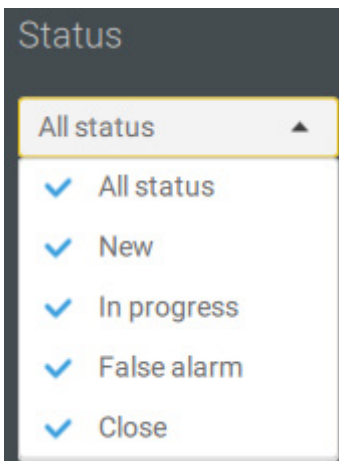 Status
All status
All status
New
In progress
False alarm
Close